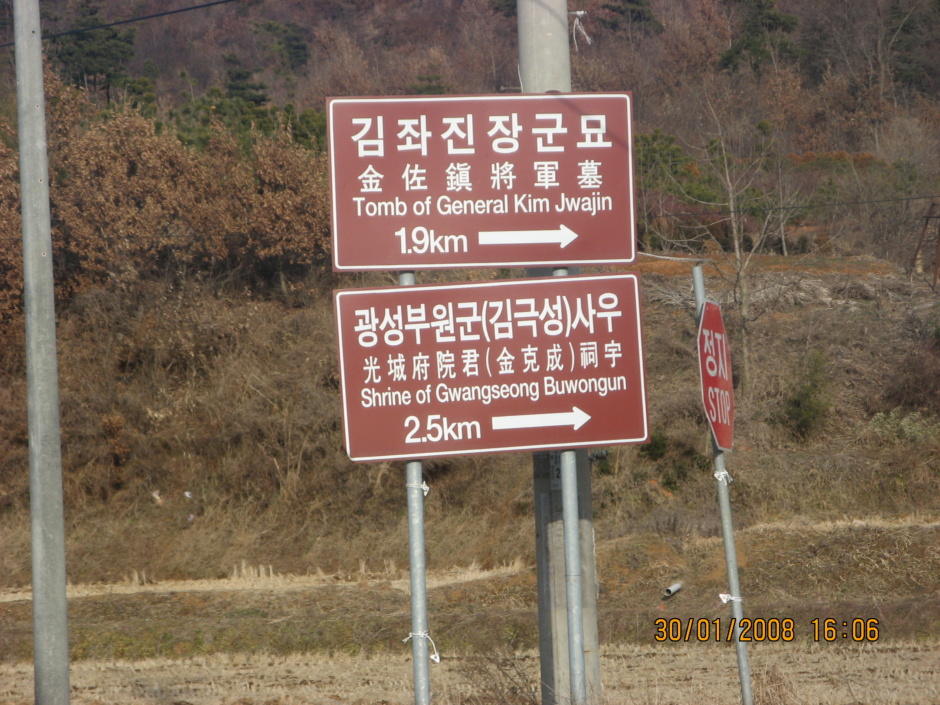 김좌진장군묘
金佐鎭將軍墓
Tomb of General Kim Jwajin
1.9km
광성부원군(김극성)사우
光城府院君(金克成)祠宇
Shrine of Gwangseong Buwongun
2.5km
정지
STOP
30/01/2008 16:06